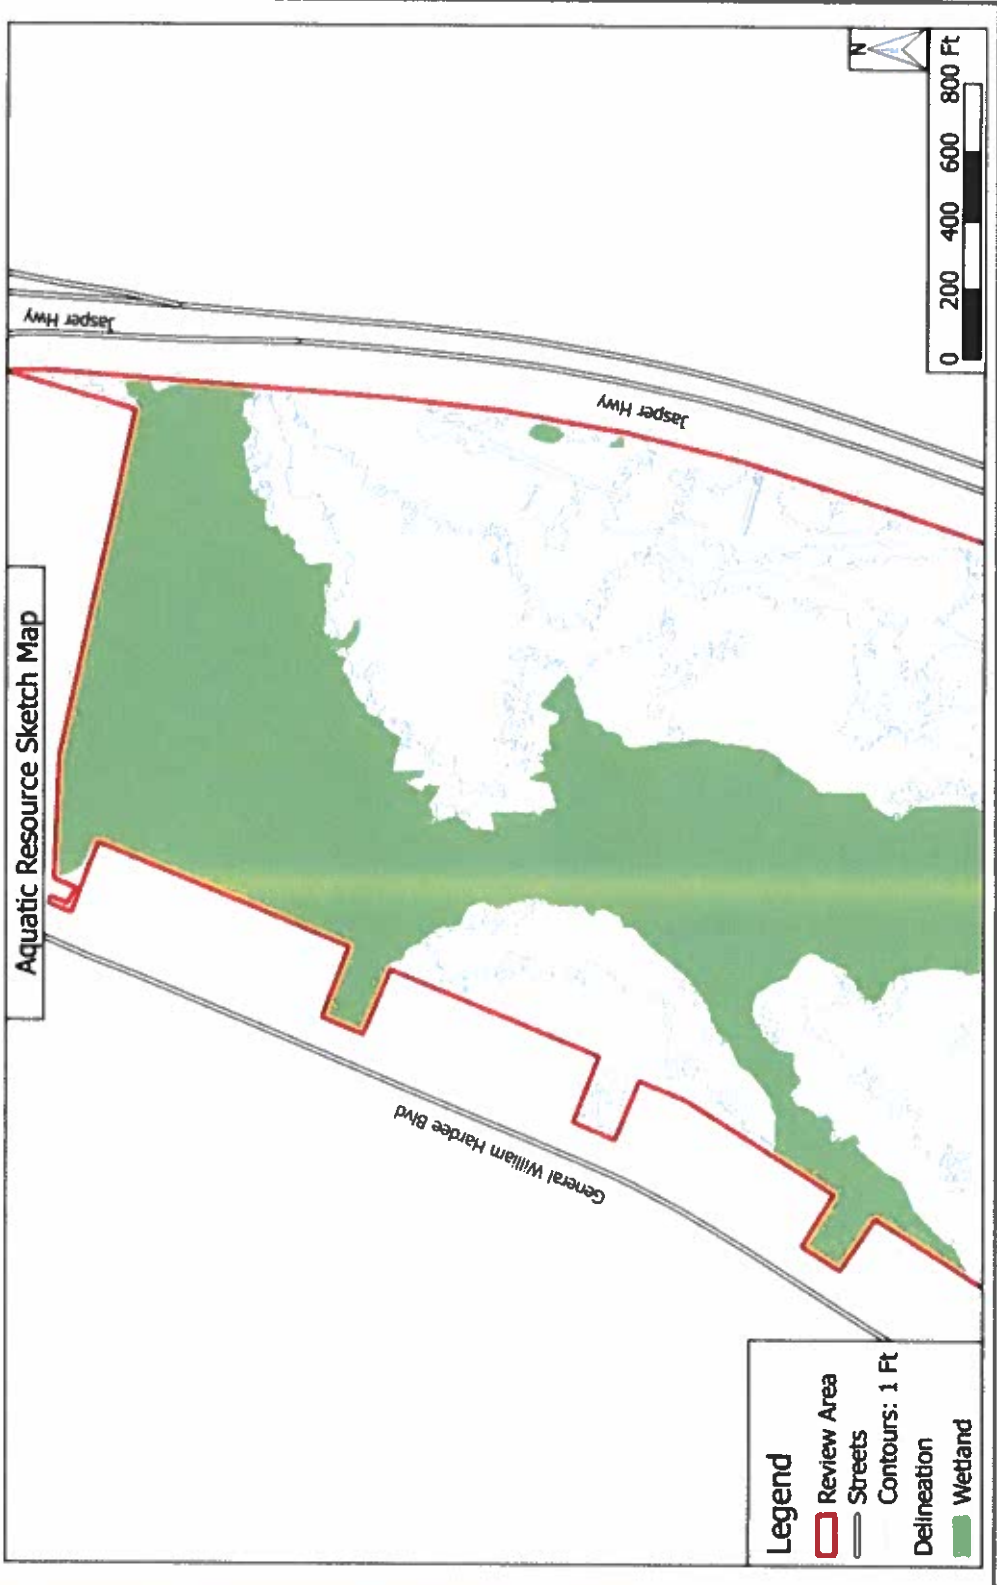 Aquatic Resource Sketch Map
Jasper Hwy
Jasper Hwy
General William Hardee Blvd
Legend
Review Area
Streets
Contours: 1 Ft
Delineation
Wetland
N
0 200 400 600 800 Ft